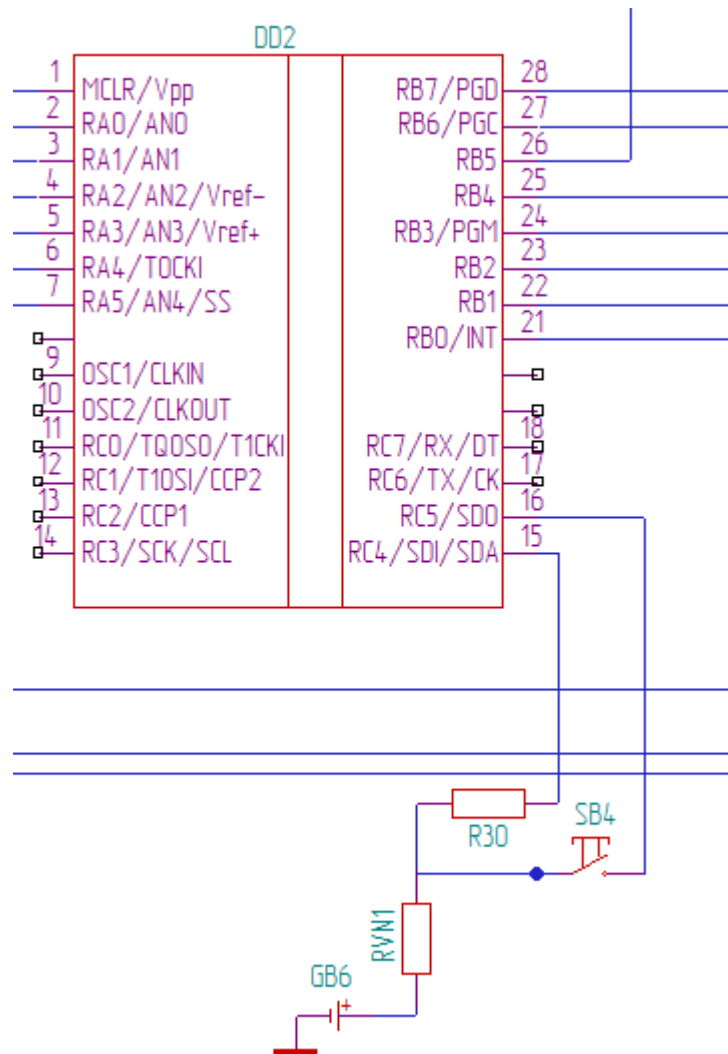 DD2
1 MCLR/Vpp RB7/PGD 28
2 RA0/AN0 RB6/PGC 27
3 RA1/AN1 RB5 26
4 RA2/AN2/Vref- RB4 25
5 RA3/AN3/Vref+ RB3/PGM 24
6 RA4/TOCKI RB2 23
7 RA5/AN4/SS RB1 22
RB0/INT 21
9 OSC1/CLKIN
10 OSC2/CLKOUT
11 RC0/TQOSO/T1CKI RC7/RX/DT 18
12 RC1/T1OSI/CCP2 RC6/TX/CK 17
13 RC2/CCP1 RC5/SDO 16
14 RC3/SCK/SCL RC4/SDI/SDA 15
R30
SB4
RVN1
GB6
+